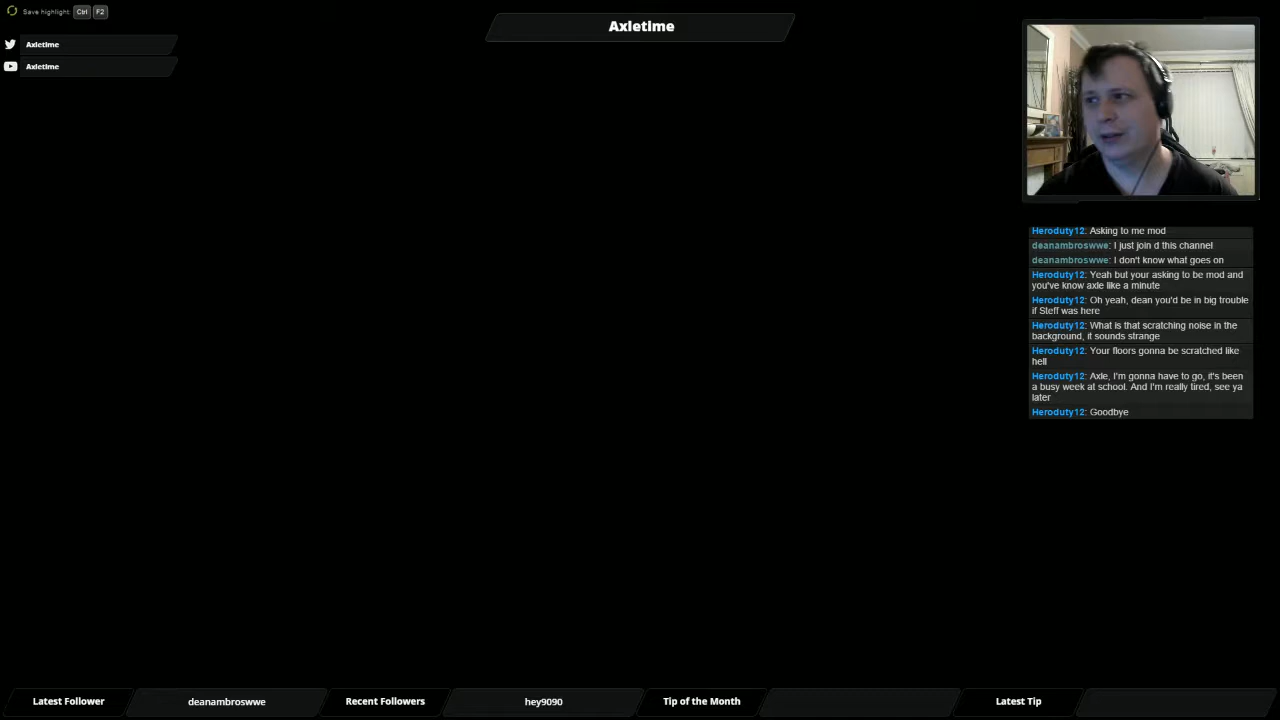 Save highlight: Ctrl F2
Axletime
Axletime
Axletime
Heroduty12: Asking to me mod
deanambroswwe: I just join d this channel
deanambroswwe: I don't know what goes on
Heroduty12: Yeah but your asking to be mod and
you've know axle like a minute
Heroduty12: Oh yeah, dean you'd be in big trouble
if Steff was here
Heroduty12: What is that scratching noise in the
background, it sounds strange
Heroduty12: Your floors gonna be scratched like
hell
Heroduty12: Axle, I'm gonna have to go, it's been
a busy week at school. And I'm really tired, see ya
later
Heroduty12: Goodbye
Latest Follower deanambroswwe Recent Followers hey9090 Tip of the Month Latest Tip